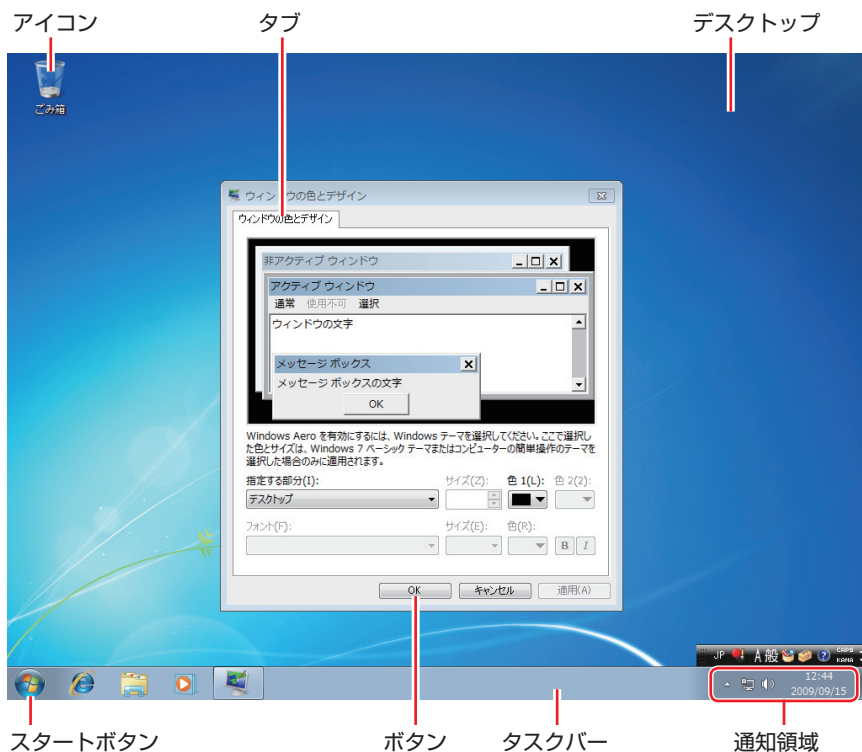 アイコン
タブ
デスクトップ
ごみ箱
ウィンドウの色とデザイン
ウィンドウの色とデザイン
非アクティブ ウィンドウ
アクティブ ウィンドウ
通常 使用不可 選択
ウィンドウの文字
メッセージ ボックス
メッセージ ボックスの文字
OK
Windows Aero を有効にするには、Windows テーマを選択してください。ここで選択し
た色とサイズは、Windows 7 ベーシック テーマまたはコンピューターの簡単操作のテーマを
選択した場合のみに適用されます。
指定する部分(I): サイズ(Z): 色 1(L): 色 2(2):
デスクトップ
フォント(F): サイズ(E): 色(R):
B I
OK キャンセル 適用(A)
JP A 般 CAPS
KANA
12:44
2009/09/15
スタートボタン
ボタン
タスクバー
通知領域